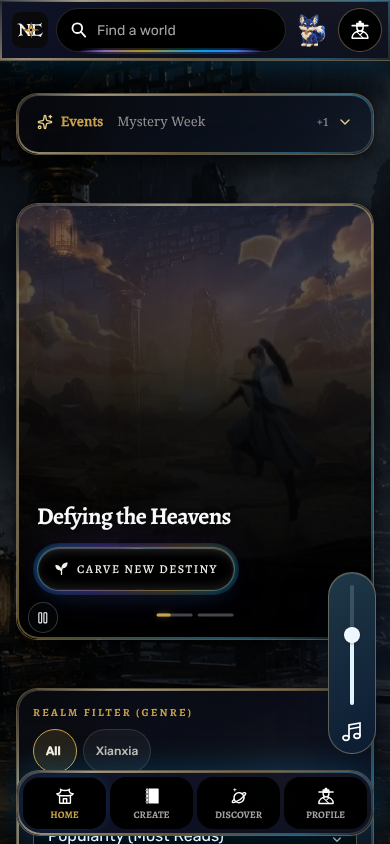 NE
Find a world
Events Mystery Week +1
Defying the Heavens
CARVE NEW DESTINY
REALM FILTER (GENRE)
All Xianxia
HOME CREATE DISCOVER PROFILE
Popularity (Most Reads)